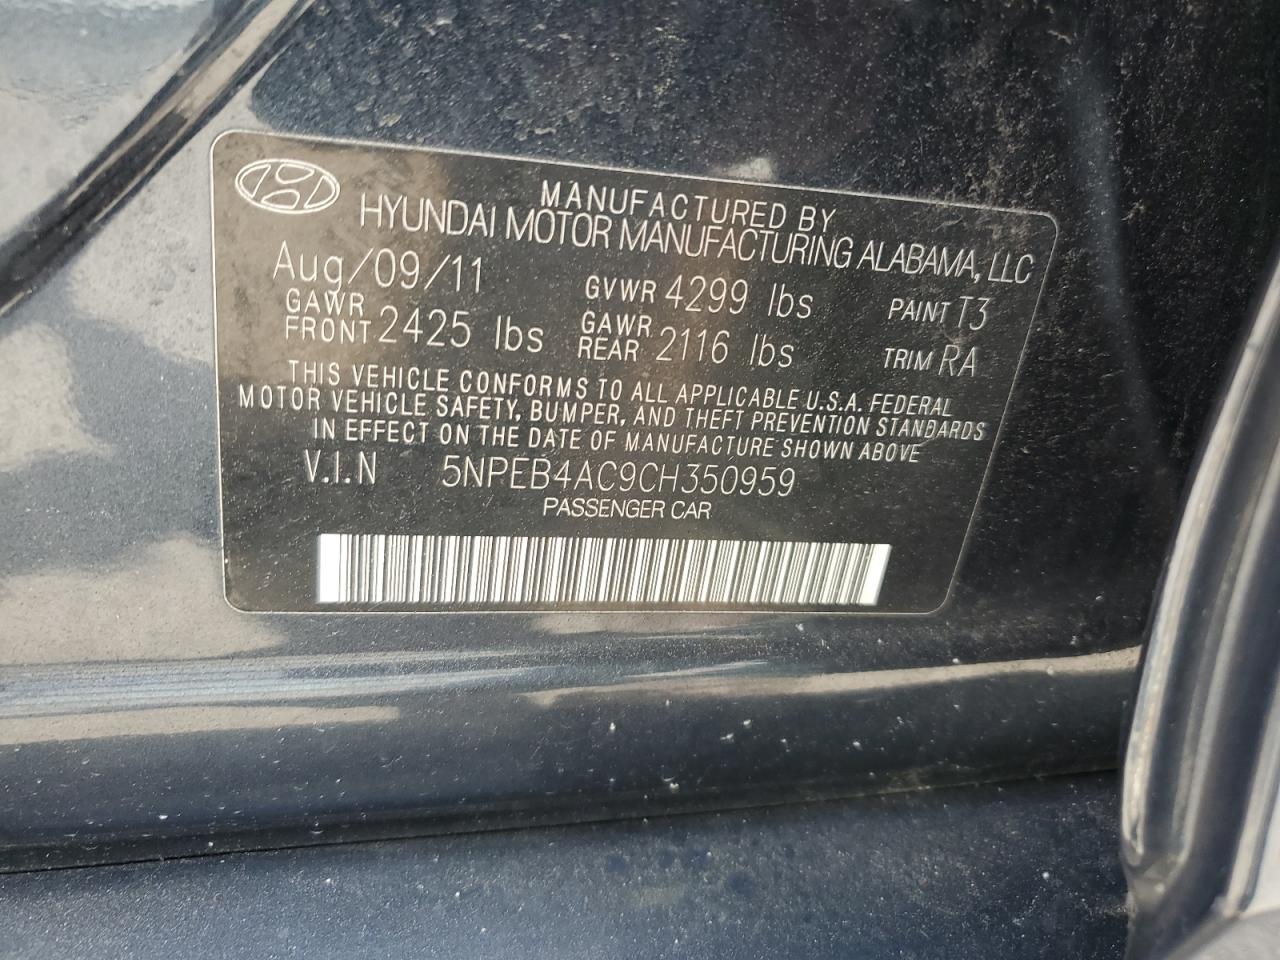 MANUFACTURED BY
HYUNDAI MOTOR MANUFACTURING ALABAMA, LLC
Aug/09/11 GVWR 4299 lbs PAINT T3
GAWR FRONT 2425 lbs GAWR REAR 2116 lbs TRIM RA
THIS VEHICLE CONFORMS TO ALL APPLICABLE U.S.A. FEDERAL
MOTOR VEHICLE SAFETY, BUMPER, AND THEFT PREVENTION STANDARDS
IN EFFECT ON THE DATE OF MANUFACTURE SHOWN ABOVE
V.I.N 5NPEB4AC9CH350959
PASSENGER CAR